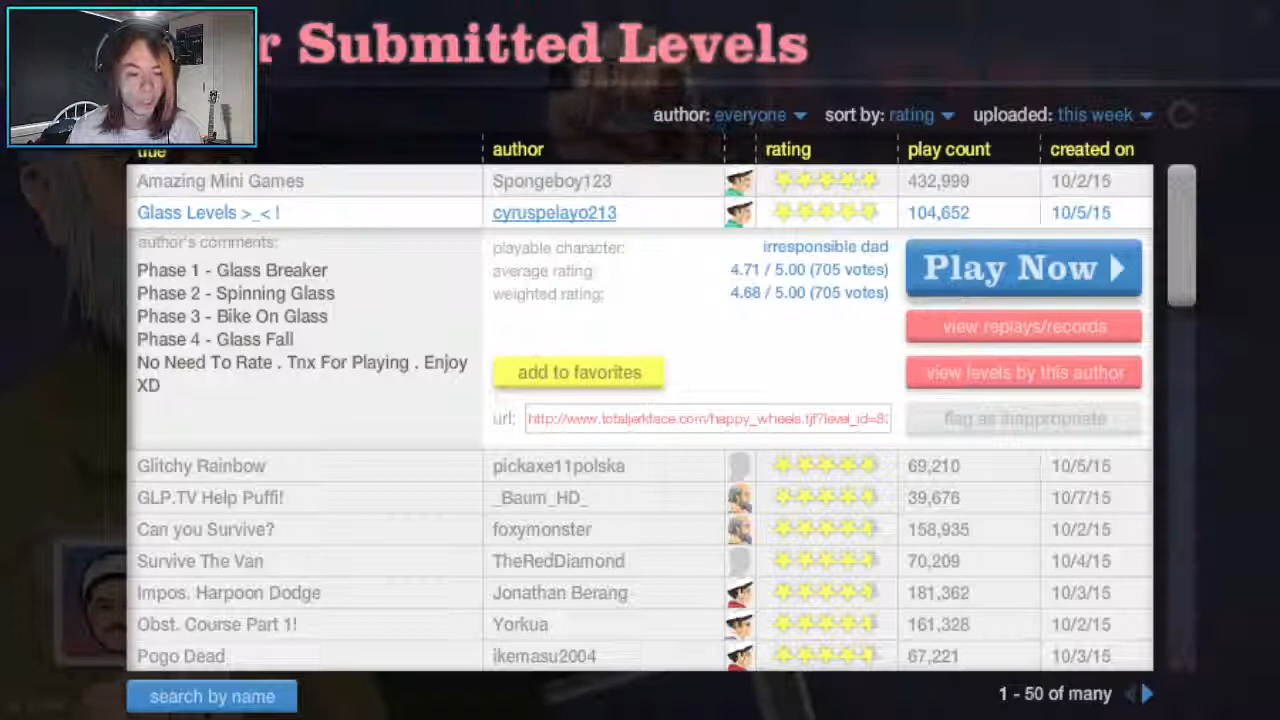 r Submitted Levels
author: everyone sort by: rating uploaded: this week
title author rating play count created on
Amazing Mini Games Spongeboy123 432,999 10/2/15
Glass Levels >_< ! cyruspelayo213 104,652 10/5/15
author's comments:
Phase 1 - Glass Breaker
Phase 2 - Spinning Glass
Phase 3 - Bike On Glass
Phase 4 - Glass Fall
No Need To Rate . Tnx For Playing . Enjoy
XD
playable character: irresponsible dad
average rating: 4.71 / 5.00 (705 votes)
weighted rating: 4.68 / 5.00 (705 votes)
add to favorites
url: http://www.totaljerkface.com/happy_wheels.tjf?level_id=8
Play Now
view replays/records
view levels by this author
flag as inappropriate
Glitchy Rainbow pickaxe11polska 69,210 10/5/15
GLP.TV Help Puffi! _Baum_HD_ 39,676 10/7/15
Can you Survive? foxymonster 158,935 10/2/15
Survive The Van TheRedDiamond 70,209 10/4/15
Impos. Harpoon Dodge Jonathan Berang 181,362 10/3/15
Obst. Course Part 1! Yorkua 161,328 10/2/15
Pogo Dead ikemasu2004 67,221 10/3/15
search by name
1 - 50 of many